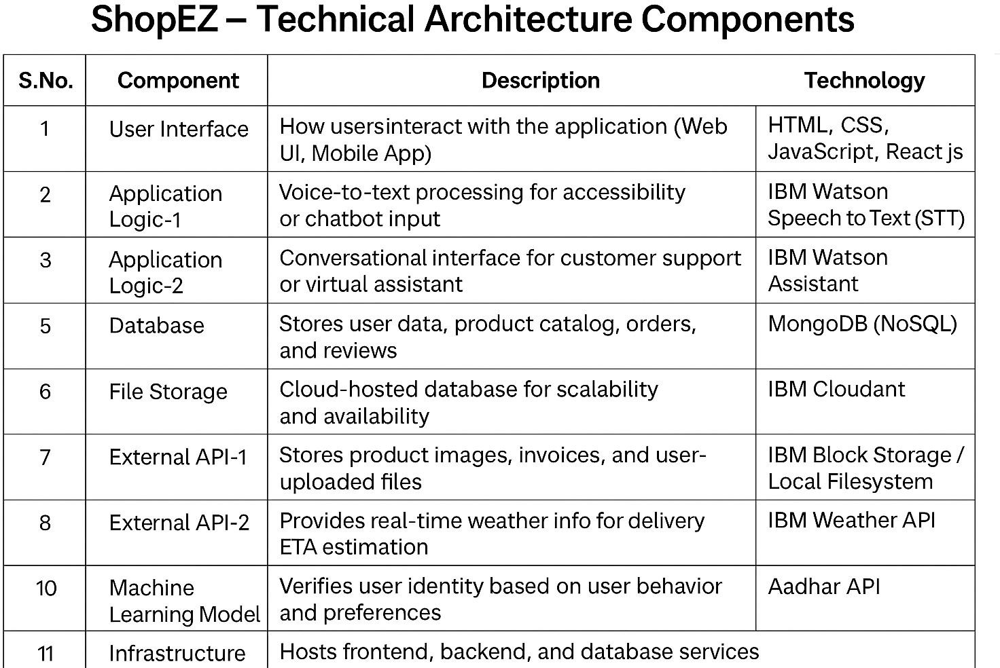 ShopEZ – Technical Architecture Components
S.No. Component Description Technology
1 User Interface How usersinteract with the application (Web HTML, CSS,
UI, Mobile App) JavaScript, React js
2 Application Voice-to-text processing for accessibility IBM Watson
Logic-1 or chatbot input Speech to Text (STT)
3 Application Conversational interface for customer support IBM Watson
Logic-2 or virtual assistant Assistant
5 Database Stores user data, product catalog, orders, MongoDB (NoSQL)
and reviews
6 File Storage Cloud-hosted database for scalability IBM Cloudant
and availability
7 External API-1 Stores product images, invoices, and user- IBM Block Storage /
uploaded files Local Filesystem
8 External API-2 Provides real-time weather info for delivery IBM Weather API
ETA estimation
10 Machine Verifies user identity based on user behavior Aadhar API
Learning Model and preferences
11 Infrastructure Hosts frontend, backend, and database services